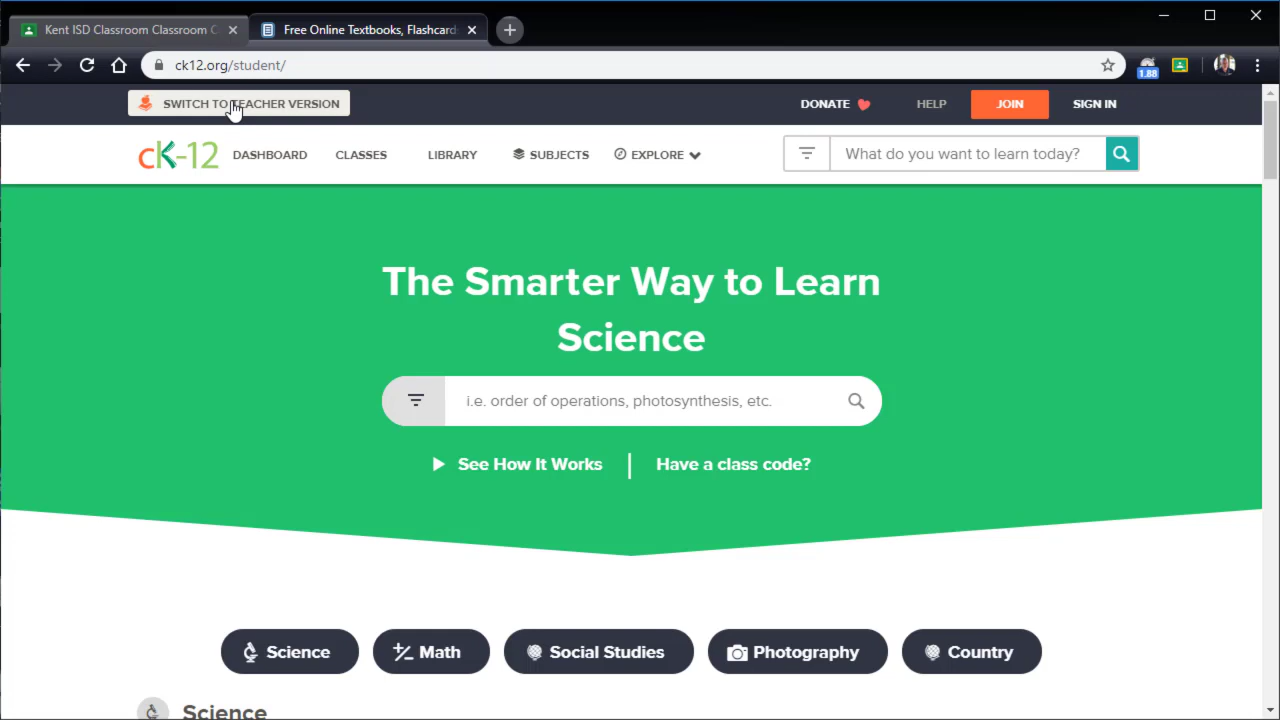 Kent ISD Classroom Classroom C
Free Online Textbooks, Flashcard
ck12.org/student/
1.88
SWITCH TO TEACHER VERSION
DONATE
HELP
JOIN
SIGN IN
cK-12
DASHBOARD
CLASSES
LIBRARY
SUBJECTS
EXPLORE
What do you want to learn today?
The Smarter Way to Learn
Science
i.e. order of operations, photosynthesis, etc.
See How It Works
Have a class code?
Science
Math
Social Studies
Photography
Country
Science